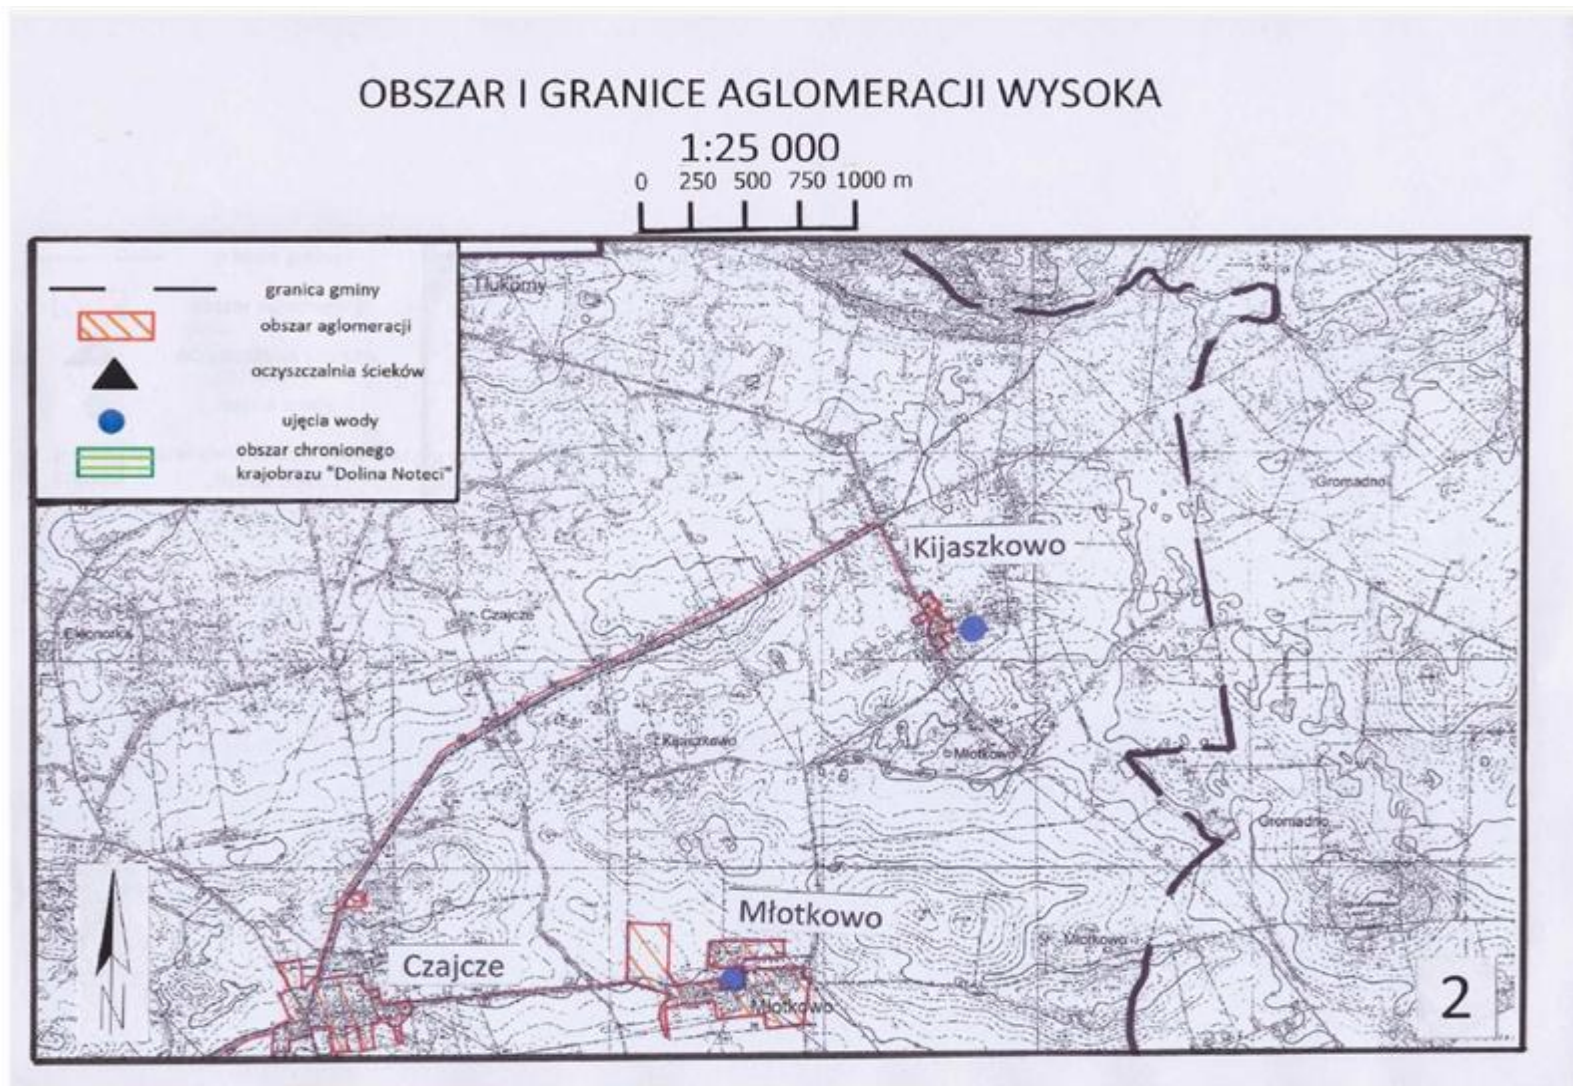 OBSZAR I GRANICE AGLOMERACJI WYSOKA
1:25 000
0 250 500 750 1000 m
granica gminy
obszar aglomeracji
oczyszczalnia ścieków
ujęcia wody
obszar chronionego
krajobrazu "Dolina Noteci"
Tłukomy
Gromadno
Kijaszkowo
Czajcze
Eleonorka
Kijaszkowo
Młotkowo
Gromadno
Młotkowo
Młotkowo
Czajcze
Młotkowo
N
2